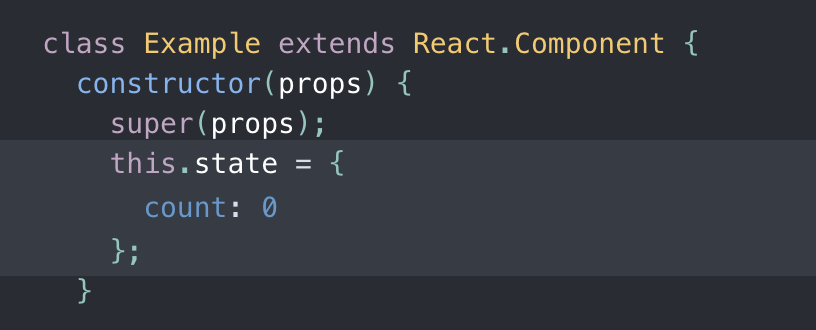 class Example extends React.Component {
  constructor(props) {
    super(props);
    this.state = {
      count: 0
    };
  }